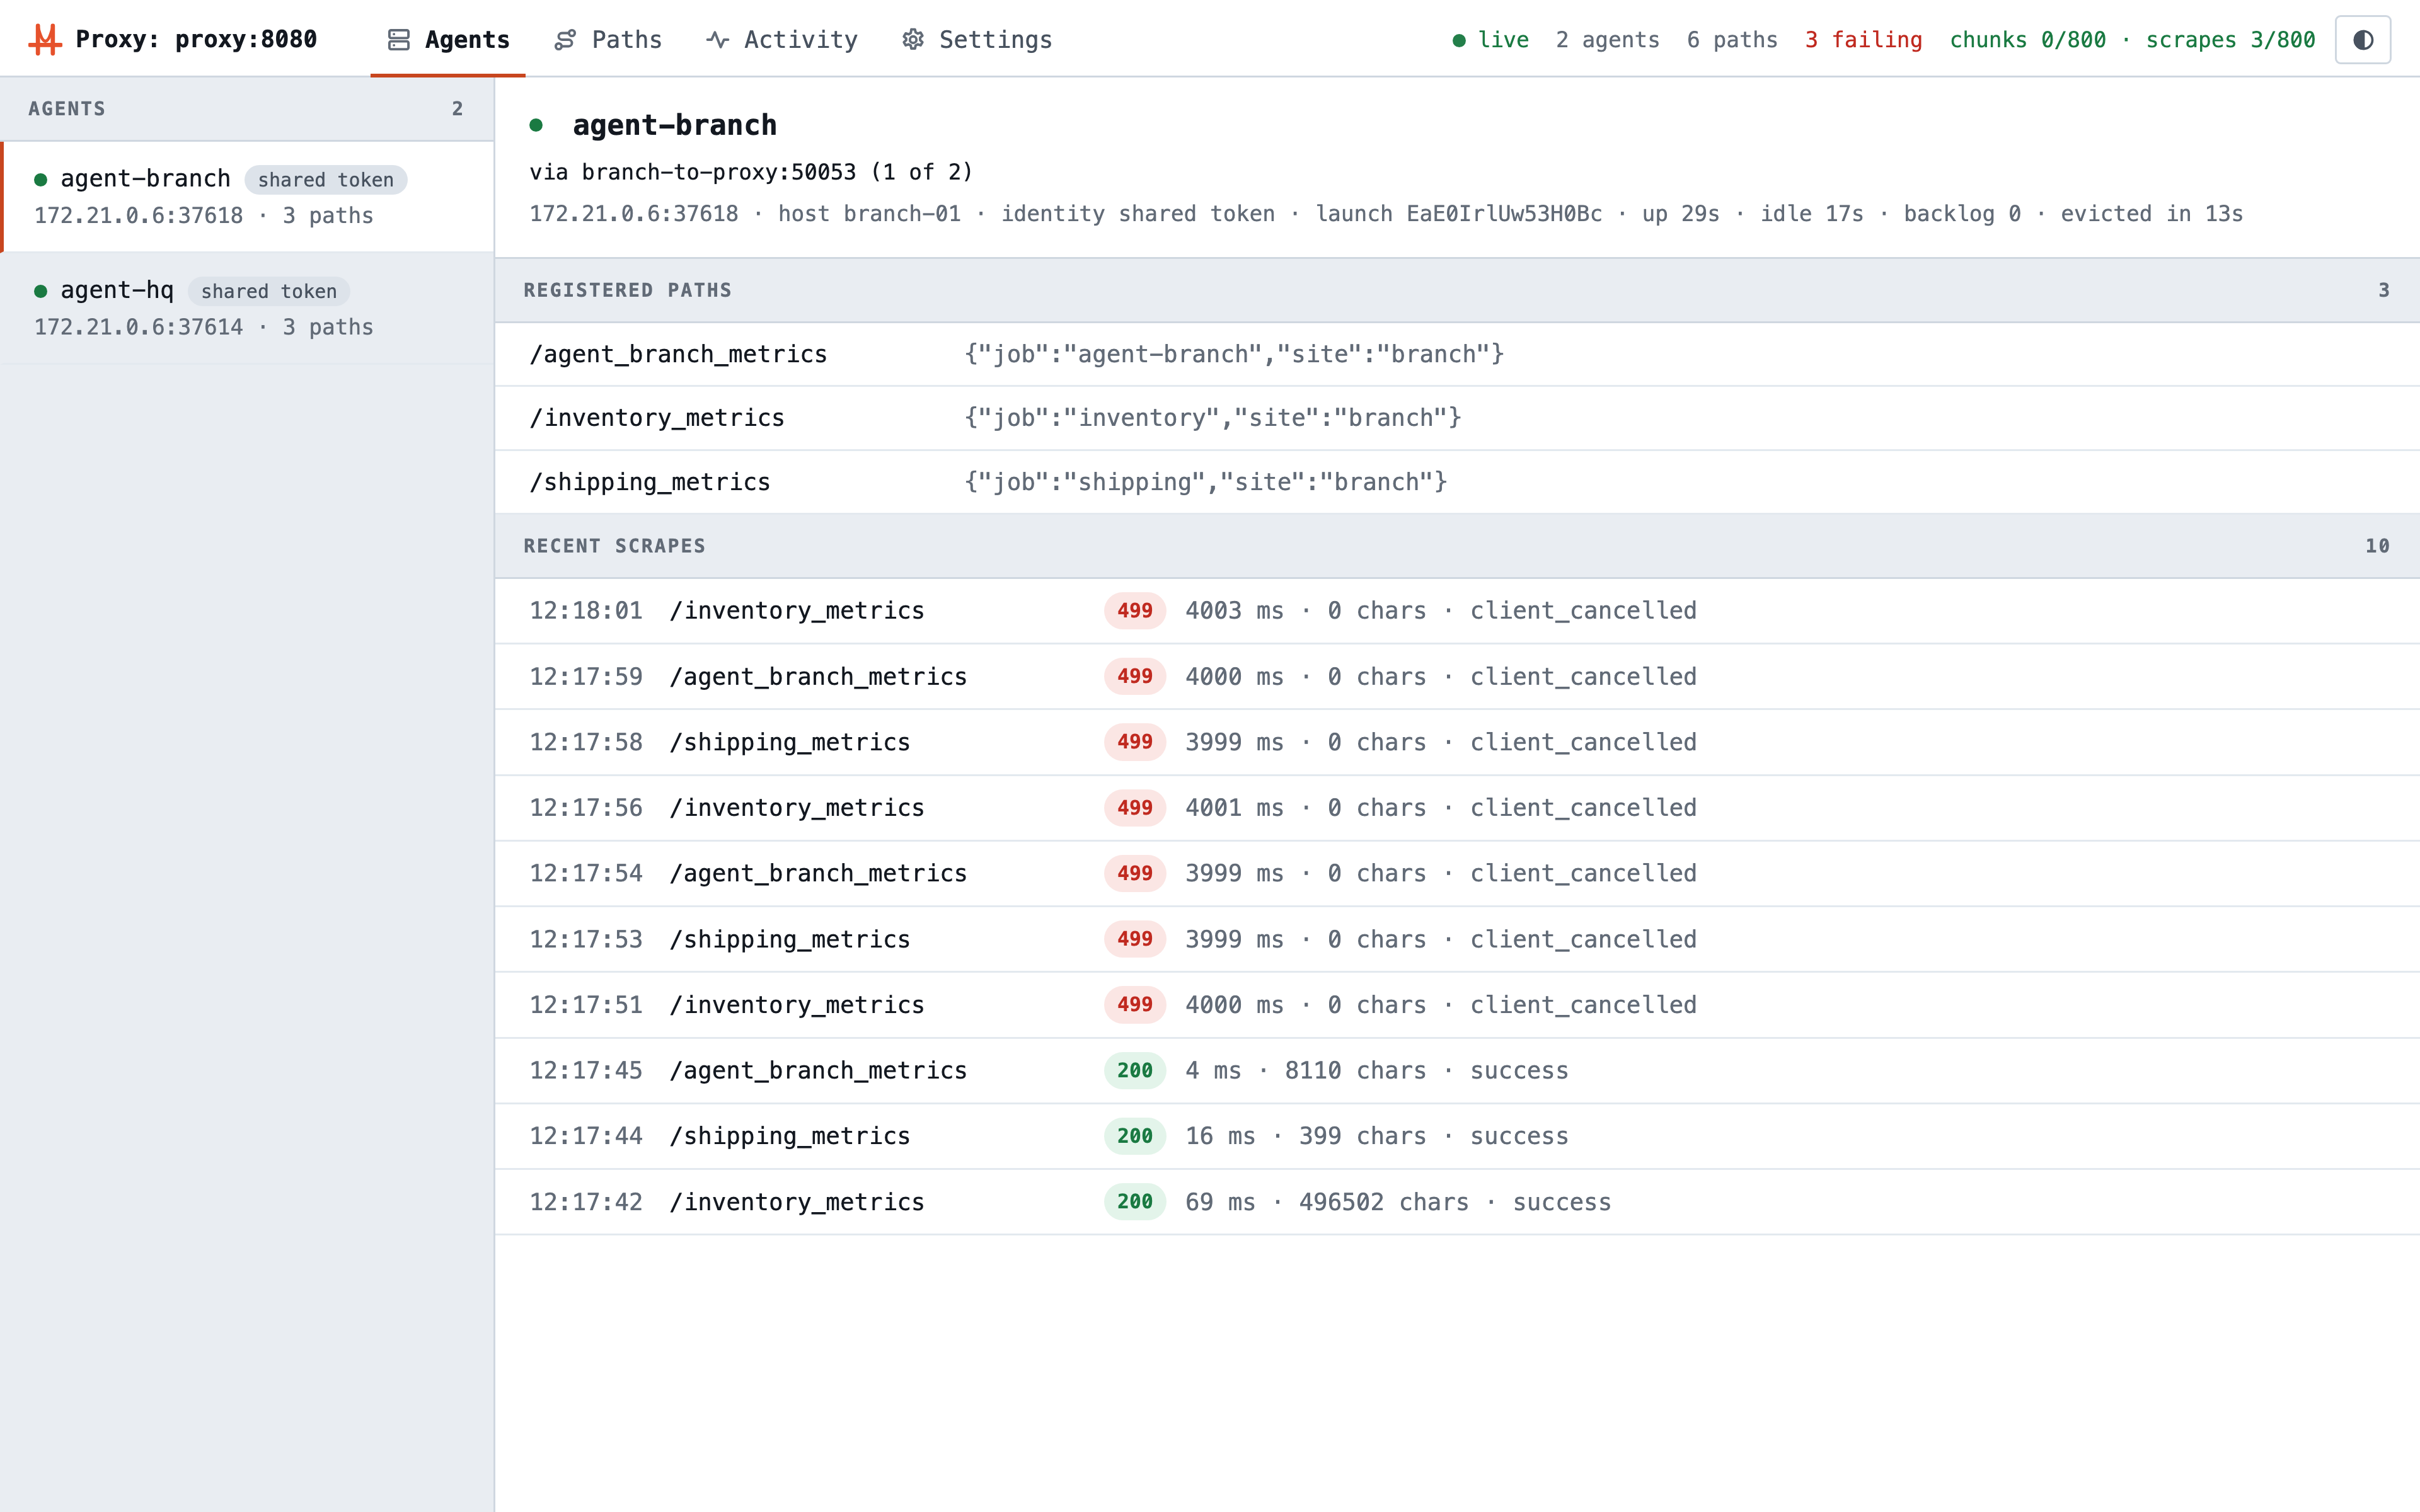 Proxy: proxy:8080 Agents Paths Activity Settings live 2 agents 6 paths 3 failing chunks 0/800 · scrapes 3/800
AGENTS 2
agent-branch shared token
172.21.0.6:37618 · 3 paths
agent-hq shared token
172.21.0.6:37614 · 3 paths
agent-branch
via branch-to-proxy:50053 (1 of 2)
172.21.0.6:37618 · host branch-01 · identity shared token · launch EaE0IrlUw53H0Bc · up 29s · idle 17s · backlog 0 · evicted in 13s
REGISTERED PATHS 3
/agent_branch_metrics {"job":"agent-branch","site":"branch"}
/inventory_metrics {"job":"inventory","site":"branch"}
/shipping_metrics {"job":"shipping","site":"branch"}
RECENT SCRAPES 10
12:18:01 /inventory_metrics 499 4003 ms · 0 chars · client_cancelled
12:17:59 /agent_branch_metrics 499 4000 ms · 0 chars · client_cancelled
12:17:58 /shipping_metrics 499 3999 ms · 0 chars · client_cancelled
12:17:56 /inventory_metrics 499 4001 ms · 0 chars · client_cancelled
12:17:54 /agent_branch_metrics 499 3999 ms · 0 chars · client_cancelled
12:17:53 /shipping_metrics 499 3999 ms · 0 chars · client_cancelled
12:17:51 /inventory_metrics 499 4000 ms · 0 chars · client_cancelled
12:17:45 /agent_branch_metrics 200 4 ms · 8110 chars · success
12:17:44 /shipping_metrics 200 16 ms · 399 chars · success
12:17:42 /inventory_metrics 200 69 ms · 496502 chars · success